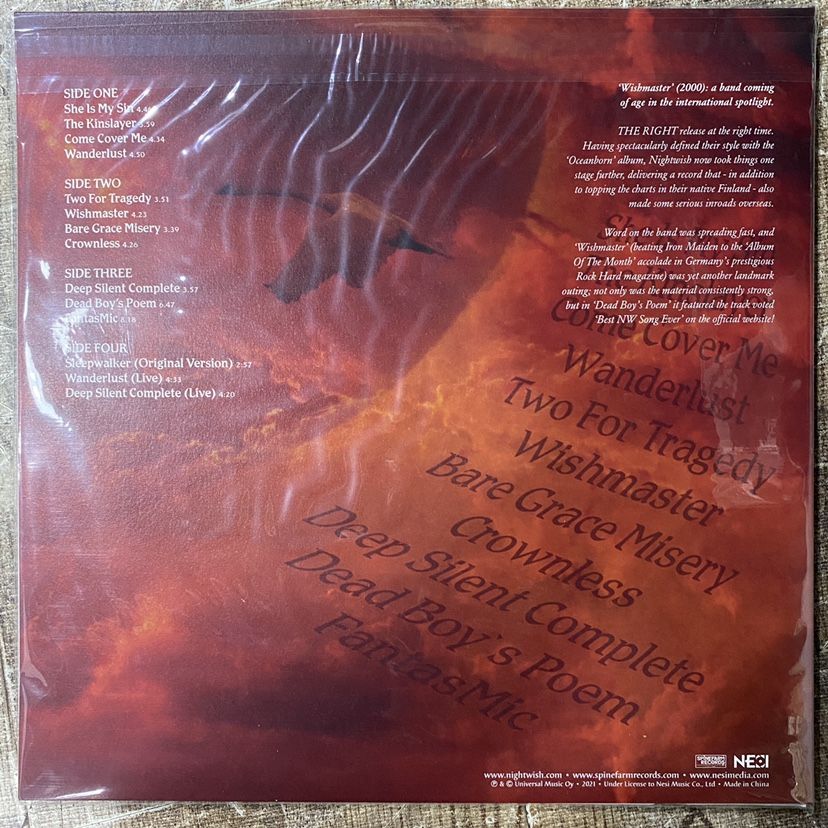 SIDE ONE
She Is My Sin 4.46
The Kinslayer 3.59
Come Cover Me 4.34
Wanderlust 4.50
SIDE TWO
Two For Tragedy 3.51
Wishmaster 4.23
Bare Grace Misery 3.39
Crownless 4.26
SIDE THREE
Deep Silent Complete 3.57
Dead Boy's Poem 6.47
FantasMic 8.18
SIDE FOUR
Sleepwalker (Original Version) 2:57
Wanderlust (Live) 4:33
Deep Silent Complete (Live) 4:20
'Wishmaster' (2000): a band coming
of age in the international spotlight.
THE RIGHT release at the right time.
Having spectacularly defined their style with the
'Oceanborn' album, Nightwish now took things one
stage further, delivering a record that - in addition
to topping the charts in their native Finland - also
made some serious inroads overseas.
Word on the band was spreading fast, and
'Wishmaster' (beating Iron Maiden to the 'Album
Of The Month' accolade in Germany's prestigious
Rock Hard magazine) was yet another landmark
outing; not only was the material consistently strong,
but in 'Dead Boy's Poem' it featured the track voted
'Best NW Song Ever' on the official website!
Come Cover Me
Wanderlust
Two For Tragedy
Wishmaster
Bare Grace Misery
Crownless
Deep Silent Complete
Dead Boy`s Poem
FantasMic
SPINEFARM
RECORDS
NESI
www.nightwish.com • www.spinefarmrecords.com • www.nesimedia.com
℗ & © Universal Music Oy • 2021 • Under License to Nesi Music Co., Ltd • Made in China